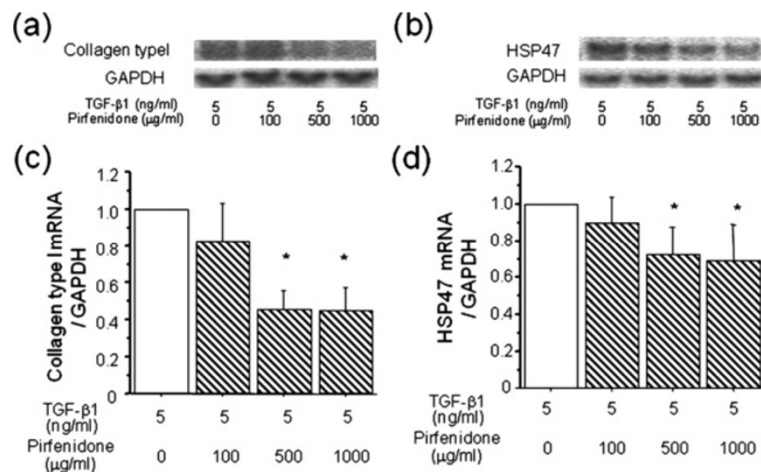 (a)
Collagen typeI
GAPDH
TGF-β1 (ng/ml) 5 5 5 5
Pirfenidone (μg/ml) 0 100 500 1000
(b)
HSP47
GAPDH
TGF-β1 (ng/ml) 5 5 5 5
Pirfenidone (μg/ml) 0 100 500 1000
(c)
Collagen type I mRNA
/ GAPDH
1.2
1.0
0.8
0.6
0.4
0.2
0
* *
TGF-β1 5 5 5 5
(ng/ml)
Pirfenidone 0 100 500 1000
(μg/ml)
(d)
HSP47 mRNA
/ GAPDH
1.2
1.0
0.8
0.6
0.4
0.2
0
* *
TGF-β1 5 5 5 5
(ng/ml)
Pirfenidone 0 100 500 1000
(μg/ml)